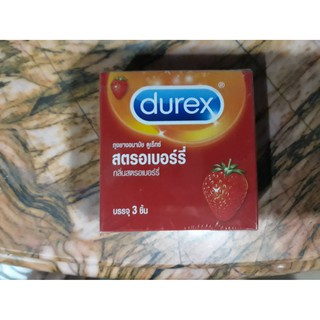 durex
ถุงยางอนามัย ดูเร็กซ์
สตรอเบอร์รี่
กลิ่นสตรอเบอร์รี่
บรรจุ 3 ชิ้น